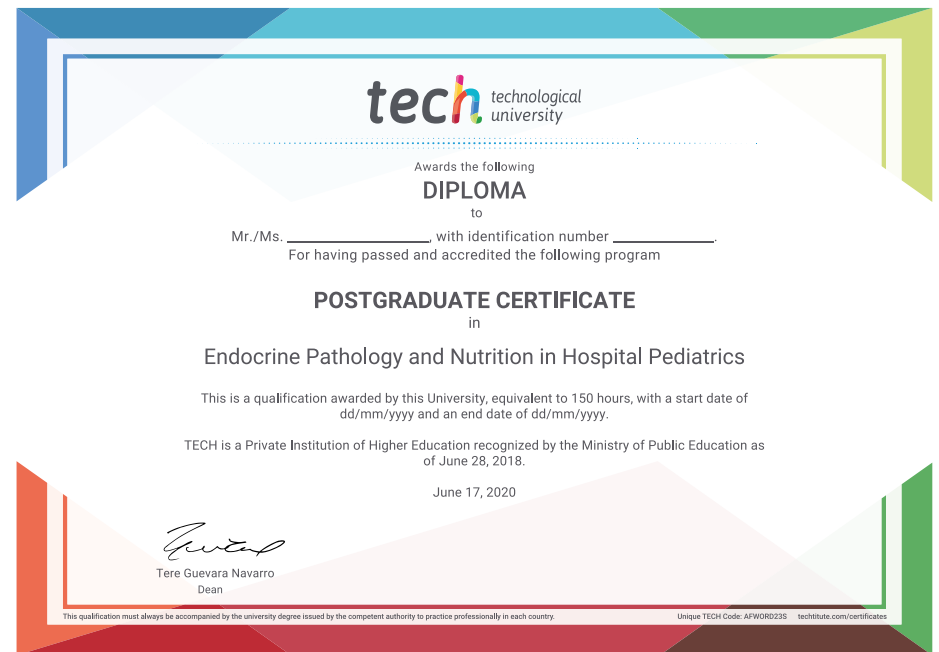 tech technological
university
Awards the following
DIPLOMA
to
Mr./Ms. ________________, with identification number ____________.
For having passed and accredited the following program
POSTGRADUATE CERTIFICATE
in
Endocrine Pathology and Nutrition in Hospital Pediatrics
This is a qualification awarded by this University, equivalent to 150 hours, with a start date of
dd/mm/yyyy and an end date of dd/mm/yyyy.
TECH is a Private Institution of Higher Education recognized by the Ministry of Public Education as
of June 28, 2018.
June 17, 2020
Tere Guevara Navarro
Dean
This qualification must always be accompanied by the university degree issued by the competent authority to practice professionally in each country. Unique TECH Code: AFWORD23S techtitute.com/certificates